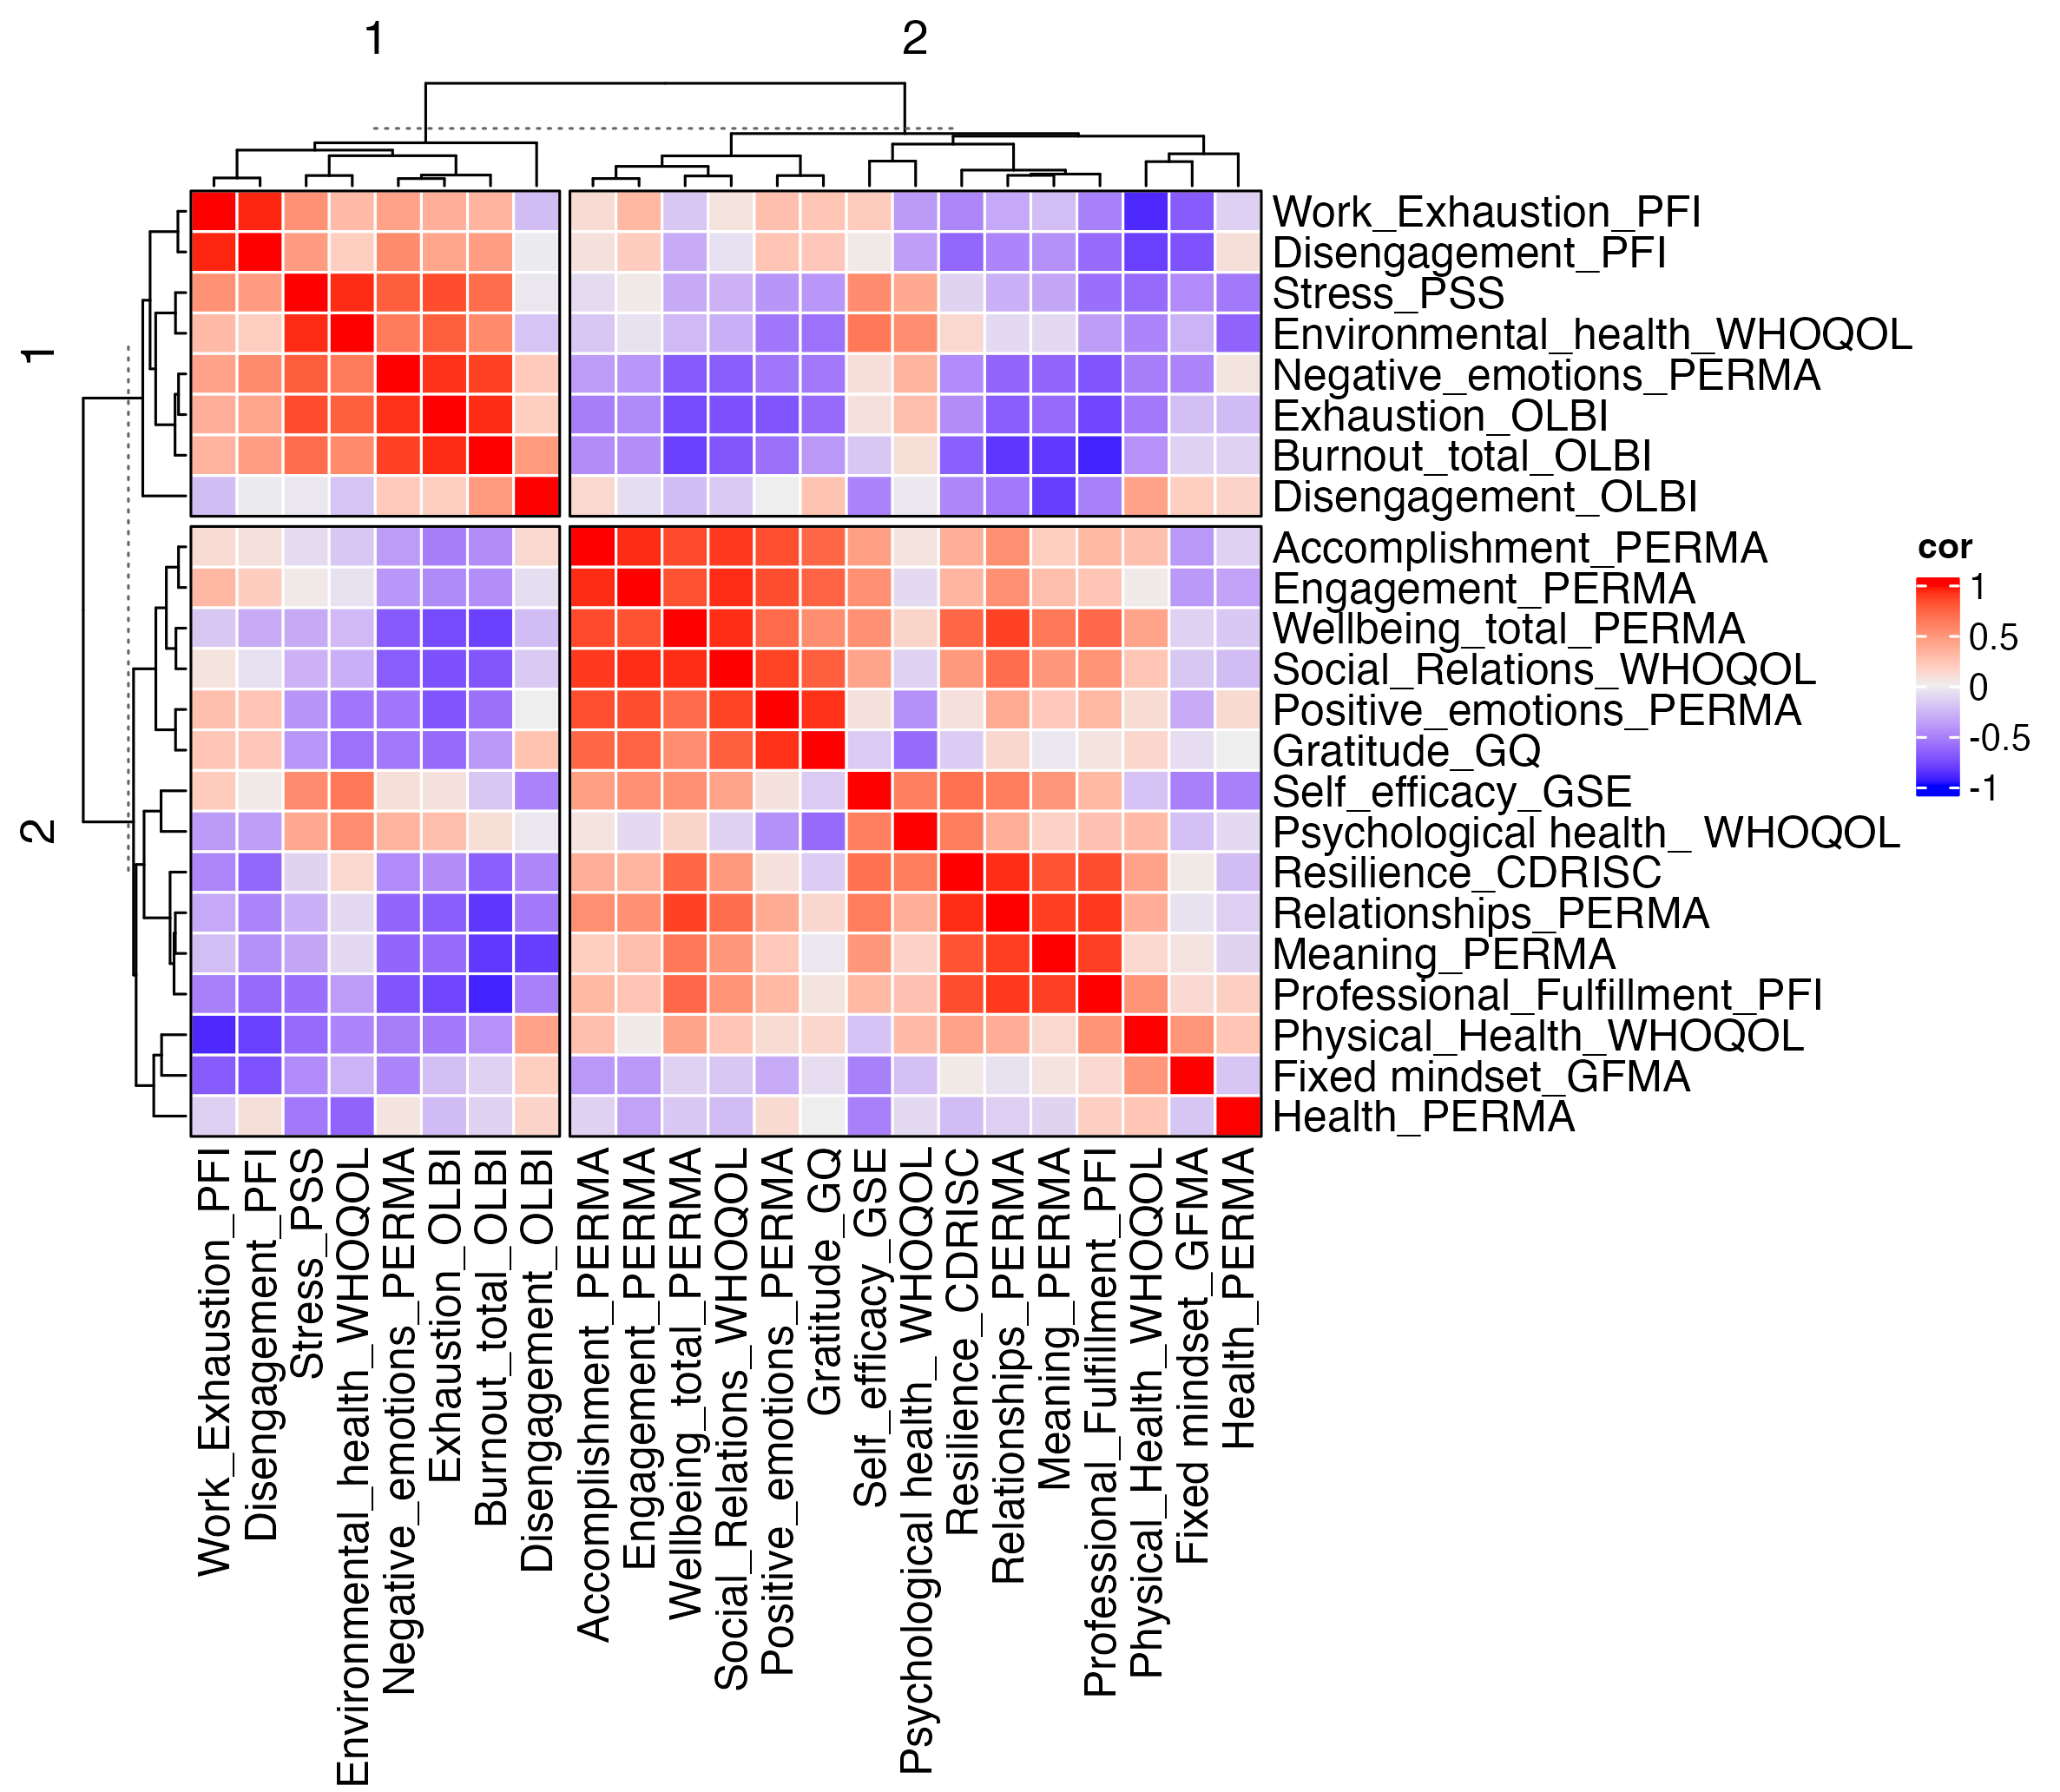 1
2
1
2
Work_Exhaustion_PFI
Disengagement_PFI
Stress_PSS
Environmental_health_WHOQOL
Negative_emotions_PERMA
Exhaustion_OLBI
Burnout_total_OLBI
Disengagement_OLBI
Accomplishment_PERMA
Engagement_PERMA
Wellbeing_total_PERMA
Social_Relations_WHOQOL
Positive_emotions_PERMA
Gratitude_GQ
Self_efficacy_GSE
Psychological health_ WHOQOL
Resilience_CDRISC
Relationships_PERMA
Meaning_PERMA
Professional_Fulfillment_PFI
Physical_Health_WHOQOL
Fixed mindset_GFMA
Health_PERMA
cor
1
0.5
0
-0.5
-1
Work_Exhaustion_PFI
Disengagement_PFI
Stress_PSS
Environmental_health_WHOQOL
Negative_emotions_PERMA
Exhaustion_OLBI
Burnout_total_OLBI
Disengagement_OLBI
Accomplishment_PERMA
Engagement_PERMA
Wellbeing_total_PERMA
Social_Relations_WHOQOL
Positive_emotions_PERMA
Gratitude_GQ
Self_efficacy_GSE
Psychological health_ WHOQOL
Resilience_CDRISC
Relationships_PERMA
Meaning_PERMA
Professional_Fulfillment_PFI
Physical_Health_WHOQOL
Fixed mindset_GFMA
Health_PERMA